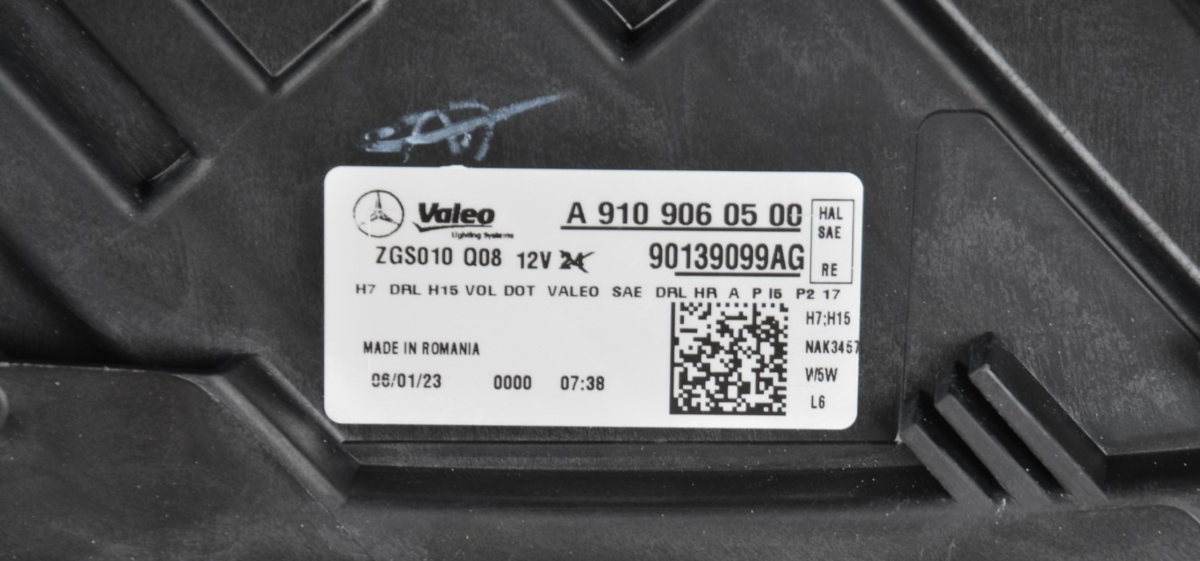 Valeo
Lighting Systems
A 910 906 05 00
HAL
SAE
RE
ZGS010 Q08 12V 24
90139099AG
H7 DRL H15 VOL DOT VALEO SAE DRL HR A P I5 P2 17
H7;H15
MADE IN ROMANIA
NAK3457
06/01/23 0000 07:38
W5W
L6